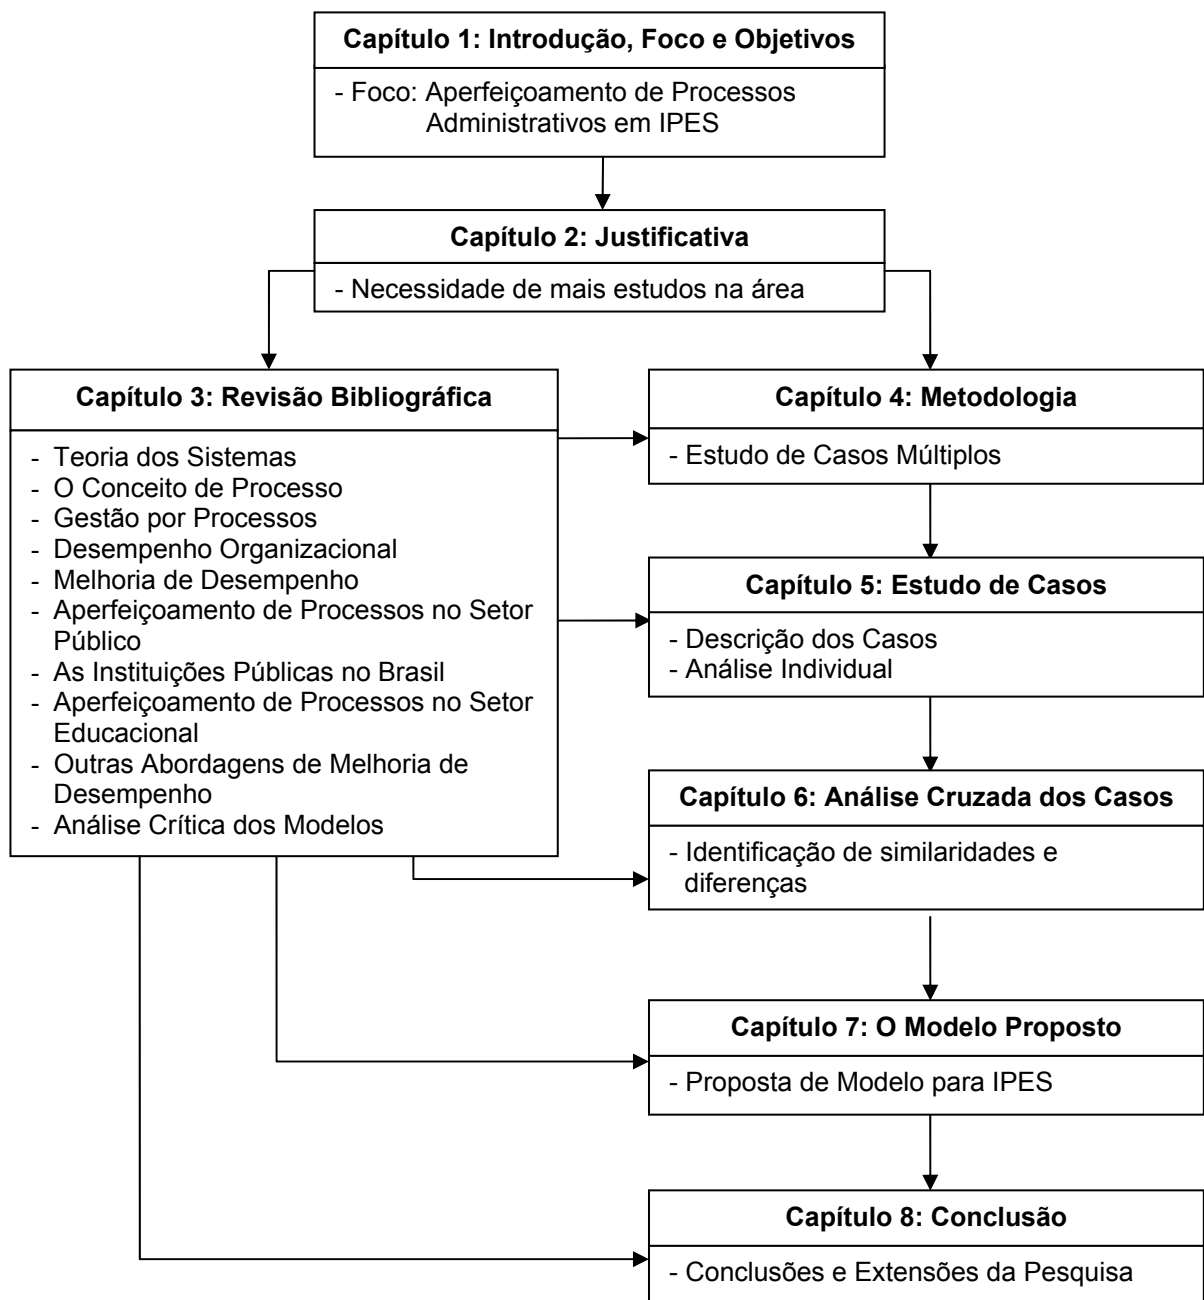 Capítulo 1: Introdução, Foco e Objetivos
- Foco: Aperfeiçoamento de Processos
Administrativos em IPES
Capítulo 2: Justificativa
- Necessidade de mais estudos na área
Capítulo 3: Revisão Bibliográfica
- Teoria dos Sistemas
- O Conceito de Processo
- Gestão por Processos
- Desempenho Organizacional
- Melhoria de Desempenho
- Aperfeiçoamento de Processos no Setor
Público
- As Instituições Públicas no Brasil
- Aperfeiçoamento de Processos no Setor
Educacional
- Outras Abordagens de Melhoria de
Desempenho
- Análise Crítica dos Modelos
Capítulo 4: Metodologia
- Estudo de Casos Múltiplos
Capítulo 5: Estudo de Casos
- Descrição dos Casos
- Análise Individual
Capítulo 6: Análise Cruzada dos Casos
- Identificação de similaridades e
diferenças
Capítulo 7: O Modelo Proposto
- Proposta de Modelo para IPES
Capítulo 8: Conclusão
- Conclusões e Extensões da Pesquisa